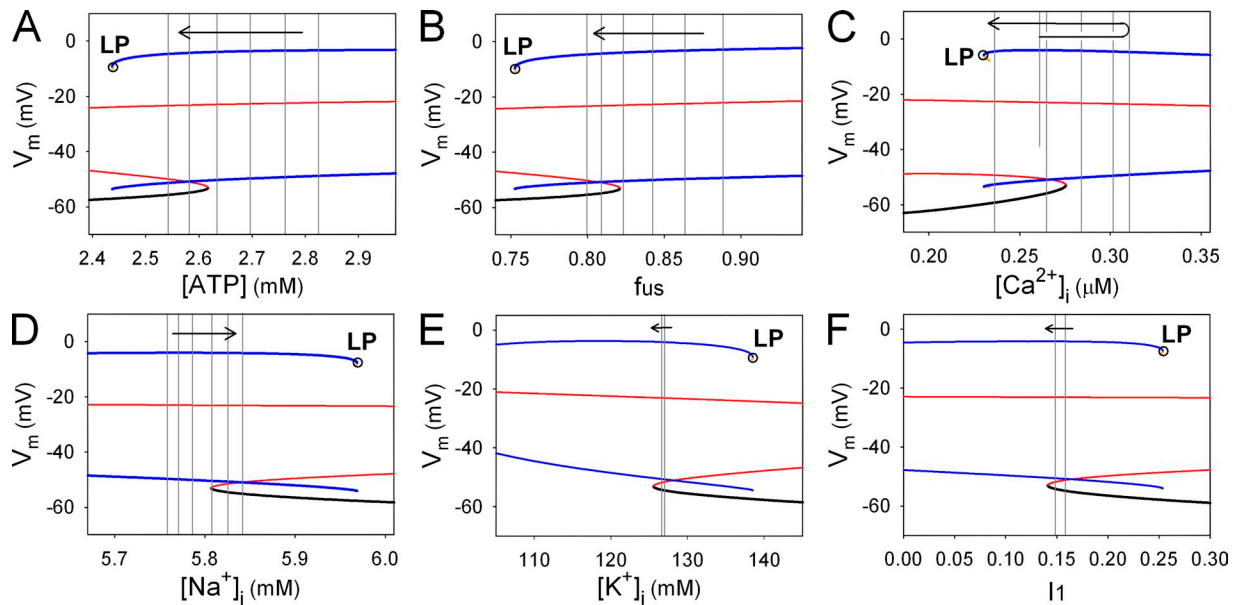 A
LP
0
-20
-40
-60
Vm (mV)
2.4 2.5 2.6 2.7 2.8 2.9
[ATP] (mM)
B
LP
0
-20
-40
-60
Vm (mV)
0.75 0.80 0.85 0.90
fus
C
LP
0
-20
-40
-60
Vm (mV)
0.20 0.25 0.30 0.35
[Ca2+]i (μM)
D
LP
0
-20
-40
-60
Vm (mV)
5.7 5.8 5.9 6.0
[Na+]i (mM)
E
LP
0
-20
-40
-60
Vm (mV)
110 120 130 140
[K+]i (mM)
F
LP
0
-20
-40
-60
Vm (mV)
0.00 0.05 0.10 0.15 0.20 0.25 0.30
I1